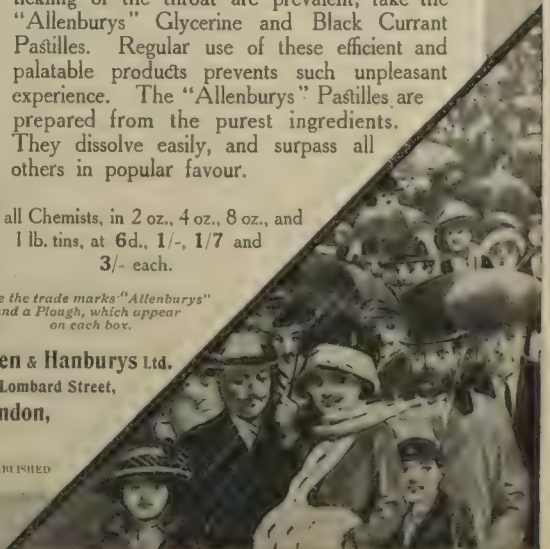 tickling of the throat are prevalent, take the
“Allenburys” Glycerine and Black Currant
Pastilles. Regular use of these efficient and
palatable products prevents such unpleasant
experience. The “Allenburys” Pastilles are
prepared from the purest ingredients.
They dissolve easily, and surpass all
others in popular favour.
all Chemists, in 2 oz., 4 oz., 8 oz., and
1 lb. tins, at 6d., 1/-, 1/7 and
3/- each.
the trade marks “Allenburys”
and a Plough, which appear
on each box.
& Hanburys Ltd.
Lombard Street,